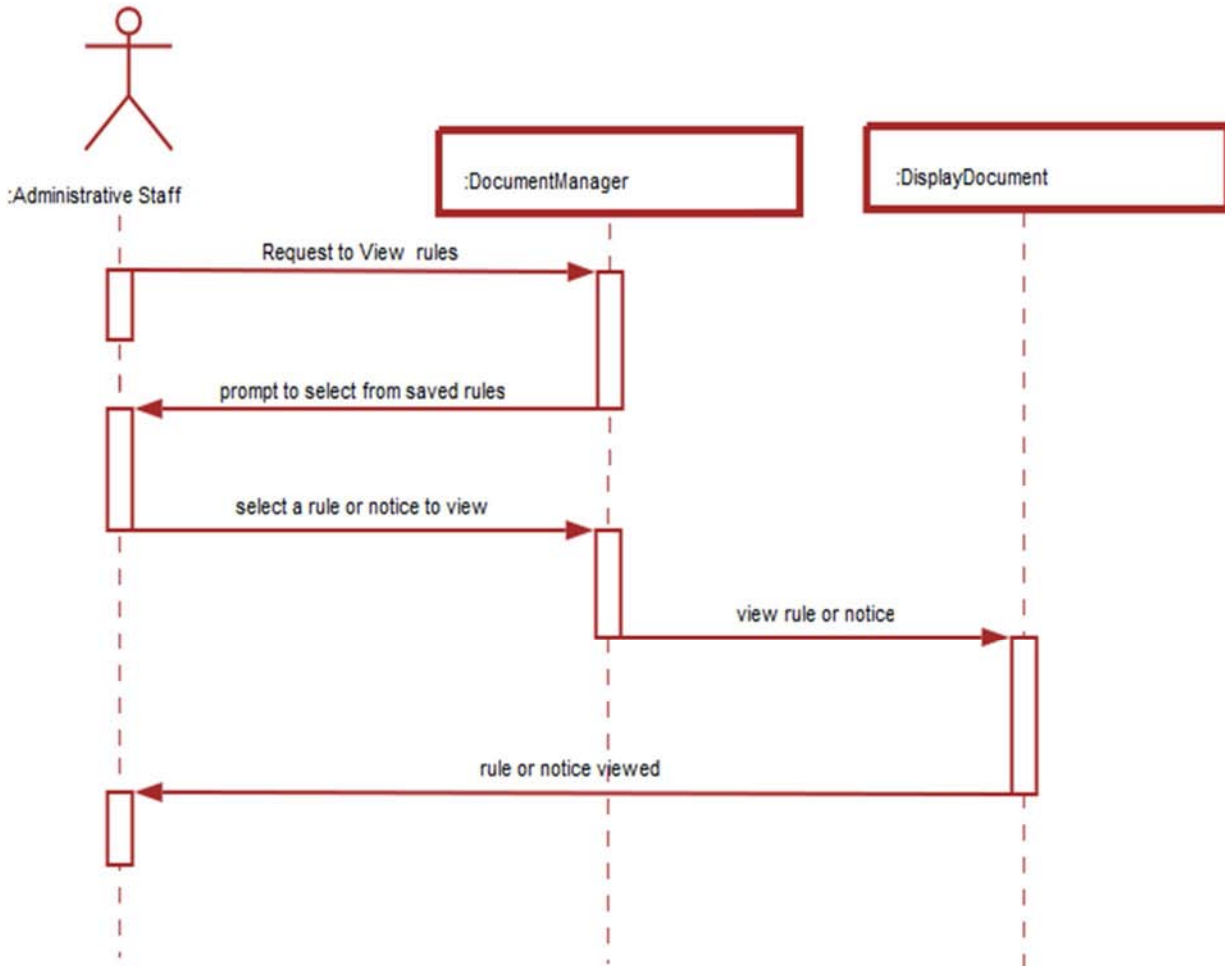 :Administrative Staff
:DocumentManager
:DisplayDocument
Request to View rules
prompt to select from saved rules
select a rule or notice to view
view rule or notice
rule or notice viewed